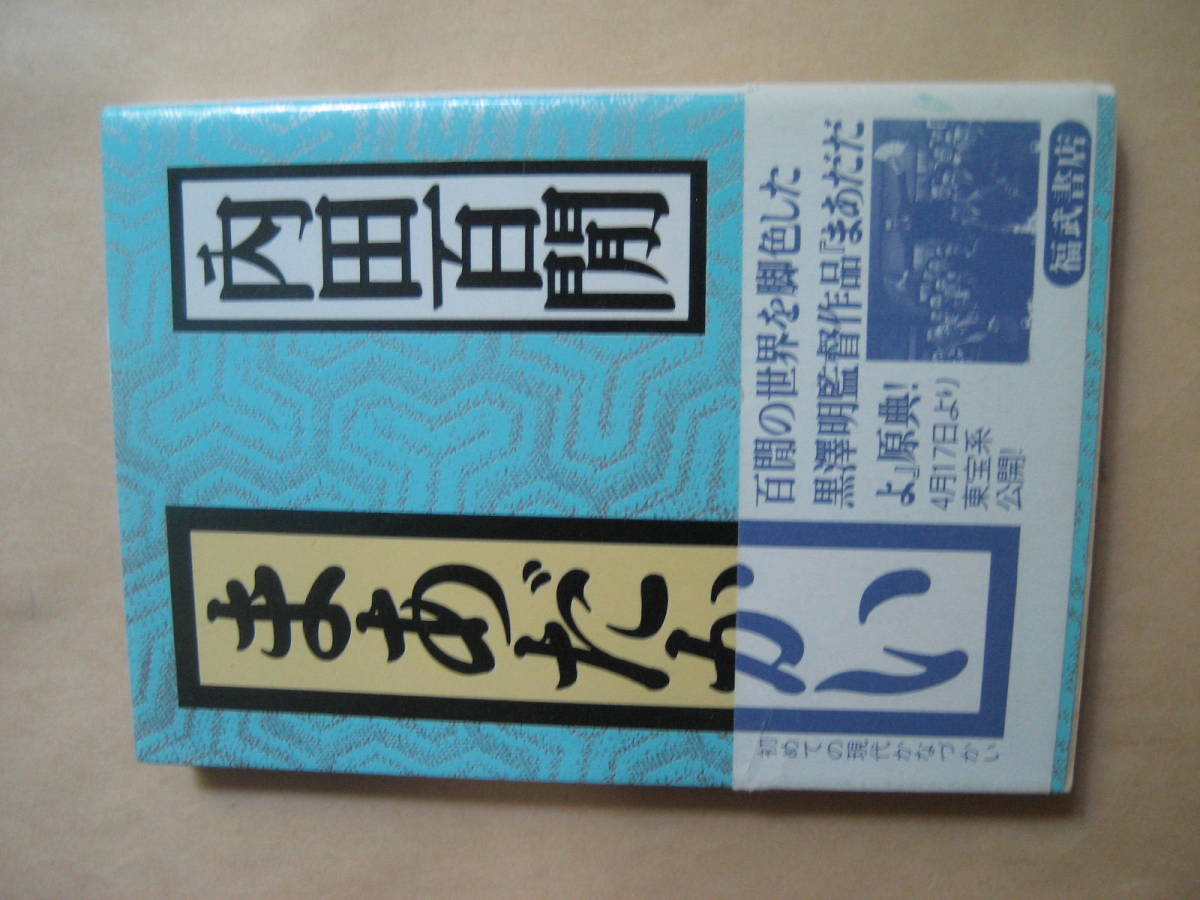 内田百閒
まあだかい
百閒の世界を脚色した
黒澤明監督作品『まあだだ
よ』原典!
4月17日より
東宝系
公開!
福武書店
初めての現代かなづかい